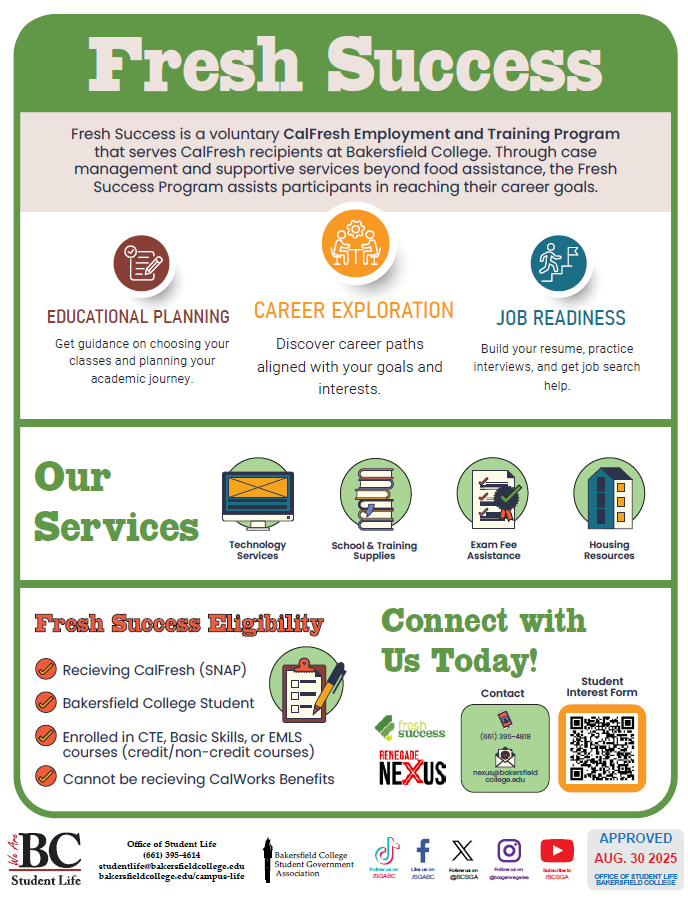 Fresh Success
Fresh Success is a voluntary CalFresh Employment and Training Program
that serves CalFresh recipients at Bakersfield College. Through case
management and supportive services beyond food assistance, the Fresh
Success Program assists participants in reaching their career goals.
EDUCATIONAL PLANNING
Get guidance on choosing your
classes and planning your
academic journey.
CAREER EXPLORATION
Discover career paths
aligned with your goals and
interests.
JOB READINESS
Build your resume, practice
interviews, and get job search
help.
Our
Services
Technology
Services
School & Training
Supplies
Exam Fee
Assistance
Housing
Resources
Fresh Success Eligibility
Recieving CalFresh (SNAP)
Bakersfield College Student
Enrolled in CTE, Basic Skills, or EMLS
courses (credit/non-credit courses)
Cannot be recieving CalWorks Benefits
Connect with
Us Today!
fresh
success
RENEGADE
NEXUS
Contact
(661) 395-4818
nexus@bakersfield
college.edu
Student
Interest Form
We Are
BC
Student Life
Office of Student Life
(661) 395-4614
studentlife@bakersfieldcollege.edu
bakersfieldcollege.edu/campus-life
Bakersfield College
Student Government
Association
Follow us on
/SGABC
Like us on
/SGABC
Follow us on
@BCSGA
Follow us on
@bcsgarenegades
Subscribe to
/BCSGA
APPROVED
AUG. 30 2025
OFFICE OF STUDENT LIFE
BAKERSFIELD COLLEGE